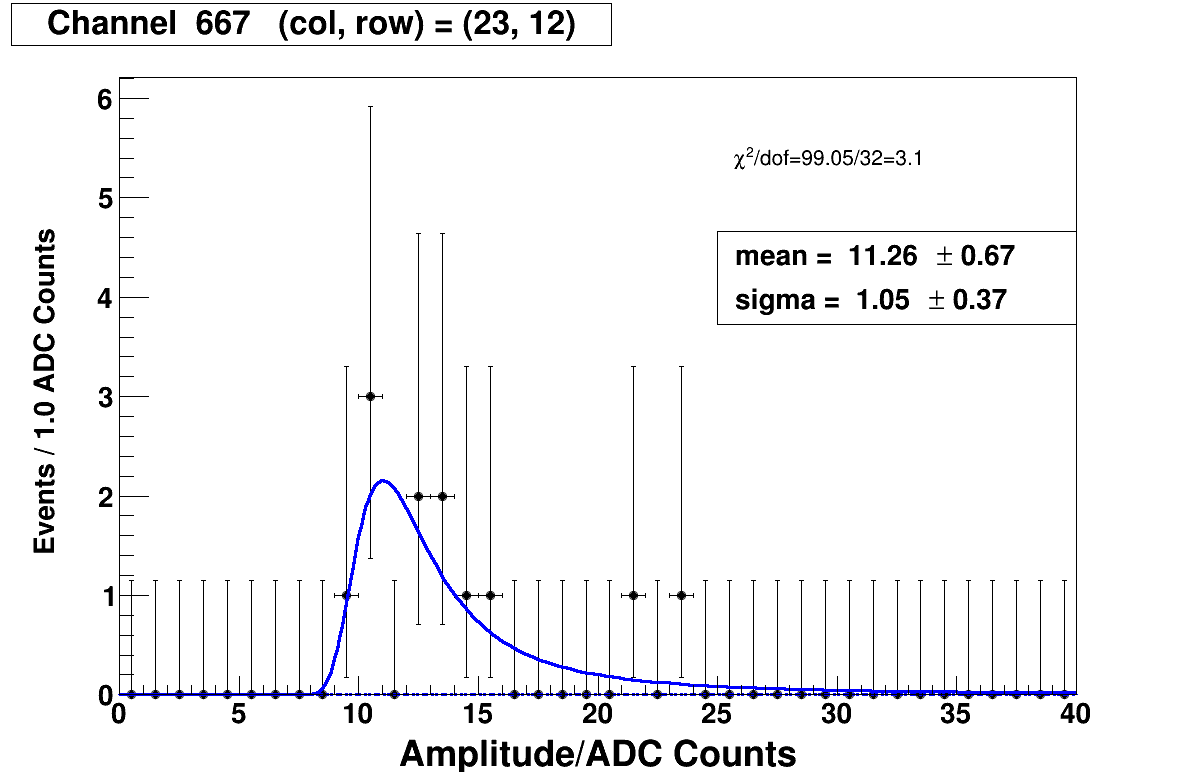 Channel 667 (col, row) = (23, 12)
6
5
4
3
2
1
0
Events / 1.0 ADC Counts
χ²/dof=99.05/32=3.1
mean = 11.26 ± 0.67
sigma = 1.05 ± 0.37
0 5 10 15 20 25 30 35 40
Amplitude/ADC Counts